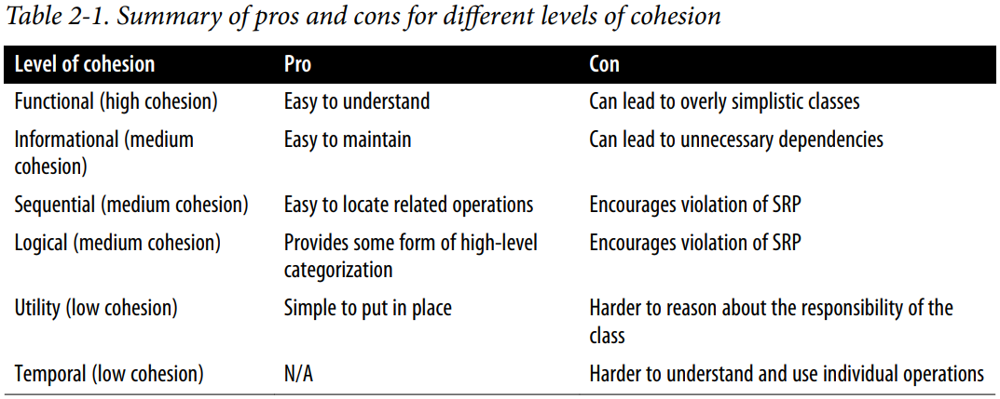 Table 2-1. Summary of pros and cons for different levels of cohesion
Level of cohesion Pro Con
Functional (high cohesion) Easy to understand Can lead to overly simplistic classes
Informational (medium Easy to maintain Can lead to unnecessary dependencies
cohesion)
Sequential (medium cohesion) Easy to locate related operations Encourages violation of SRP
Logical (medium cohesion) Provides some form of high-level Encourages violation of SRP
categorization
Utility (low cohesion) Simple to put in place Harder to reason about the responsibility of the
class
Temporal (low cohesion) N/A Harder to understand and use individual operations